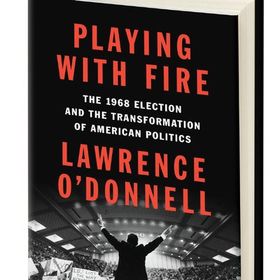 PLAYING
WITH FIRE
THE 1968 ELECTION
AND THE TRANSFORMATION
OF AMERICAN POLITICS
LAWRENCE
O'DONNELL